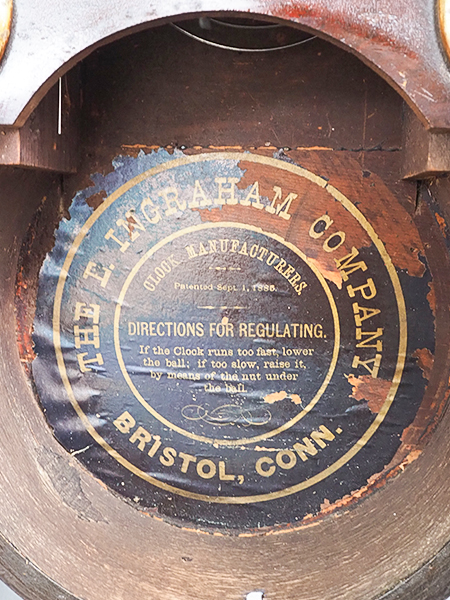 THE E. INGRAHAM COMPANY
CLOCK MANUFACTURERS.
Patented Sept. 1, 1885.
DIRECTIONS FOR REGULATING.
If the Clock runs too fast, lower
the ball; if too slow, raise it,
by means of the nut under
the ball.
BRISTOL, CONN.